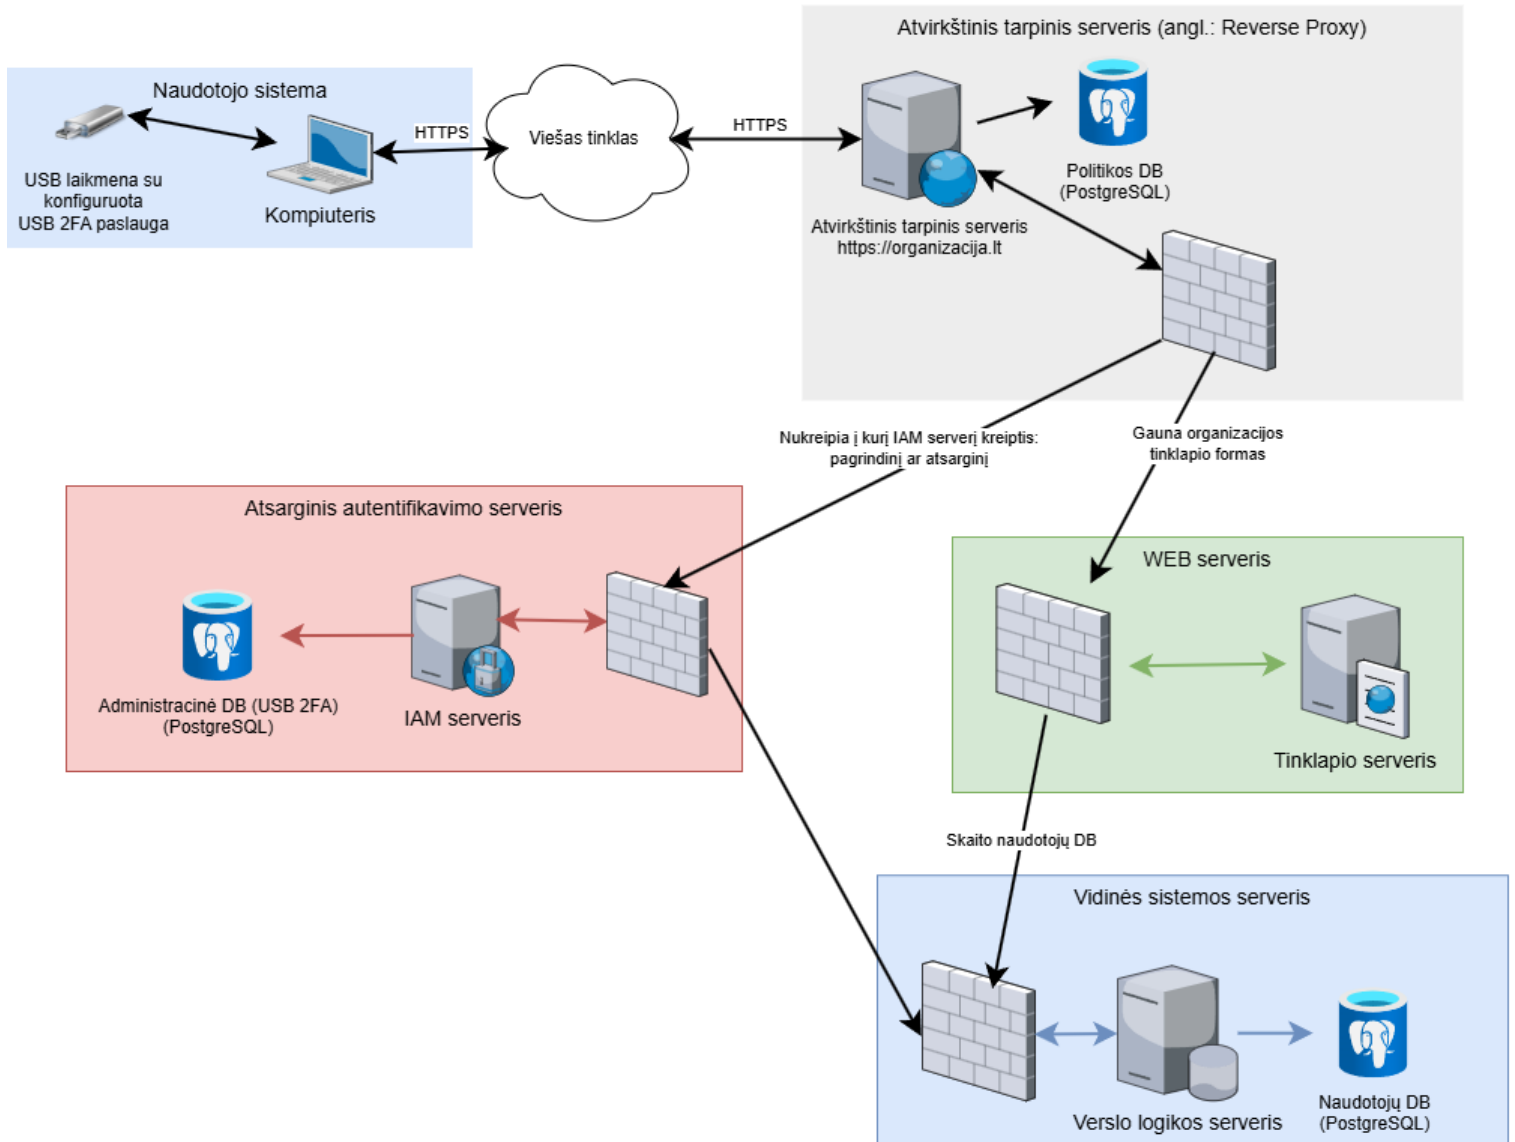 Atvirkštinis tarpinis serveris (angl.: Reverse Proxy)
Naudotojo sistema
USB laikmena su
konfiguruota
USB 2FA paslauga
Kompiuteris
HTTPS
Viešas tinklas
HTTPS
Atvirkštinis tarpinis serveris
https://organizacija.lt
Politikos DB
(PostgreSQL)
Nukreipia į kurį IAM serverį kreiptis:
pagrindinį ar atsarginį
Gauna organizacijos
tinklapio formas
Atsarginis autentifikavimo serveris
Administracinė DB (USB 2FA)
(PostgreSQL)
IAM serveris
WEB serveris
Tinklapio serveris
Skaito naudotojų DB
Vidinės sistemos serveris
Verslo logikos serveris
Naudotojų DB
(PostgreSQL)